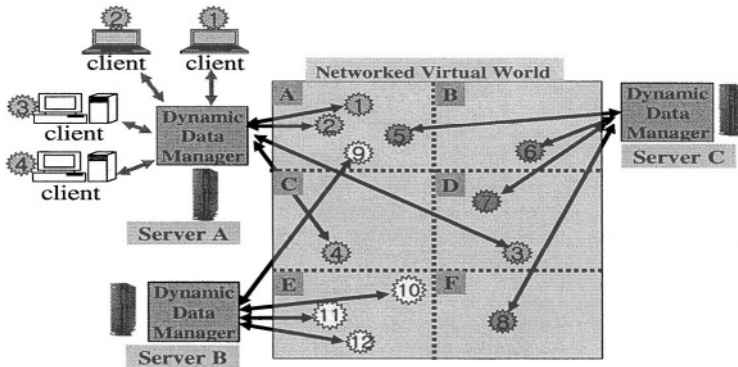 2
1
client
client
3
client
4
client
Dynamic
Data
Manager
Server A
Networked Virtual World
A
B
1
2
5
6
9
C
D
7
4
3
E
F
10
11
12
8
Dynamic
Data
Manager
Server C
Dynamic
Data
Manager
Server B